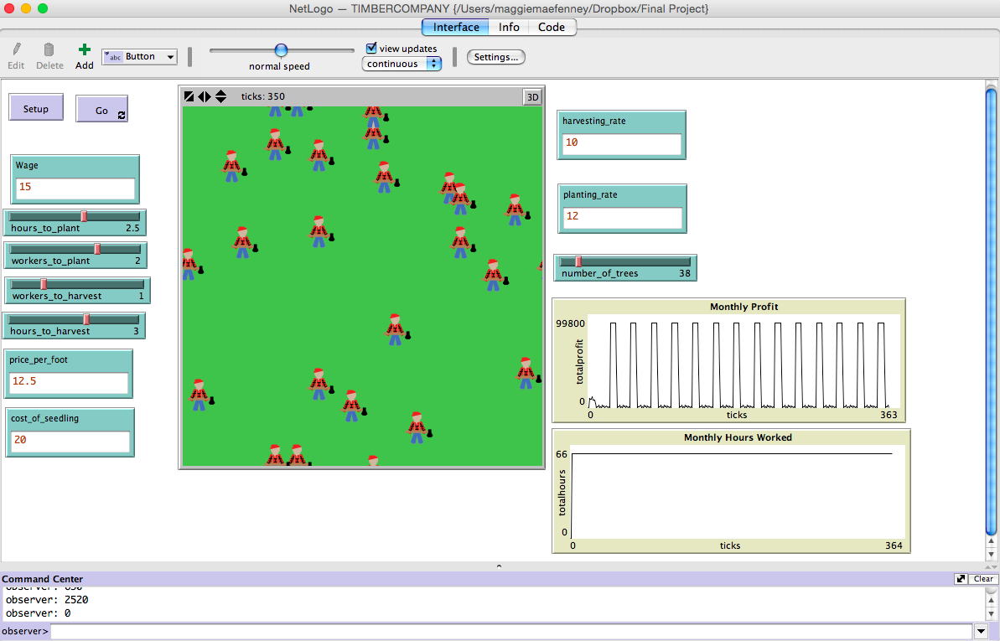 NetLogo — TIMBERCOMPANY {/Users/maggiemaefenney/Dropbox/Final Project}
Interface Info Code
Edit Delete Add abc Button normal speed view updates continuous Settings...
Setup Go
ticks: 350 3D
Wage
15
hours_to_plant 2.5
workers_to_plant 2
workers_to_harvest 1
hours_to_harvest 3
price_per_foot
12.5
cost_of_seedling
20
harvesting_rate
10
planting_rate
12
number_of_trees 38
Monthly Profit
99800
totalprofit
0
0 ticks 363
Monthly Hours Worked
66
totalhours
0
0 ticks 364
Command Center Clear
observer: 2520
observer: 0
observer>